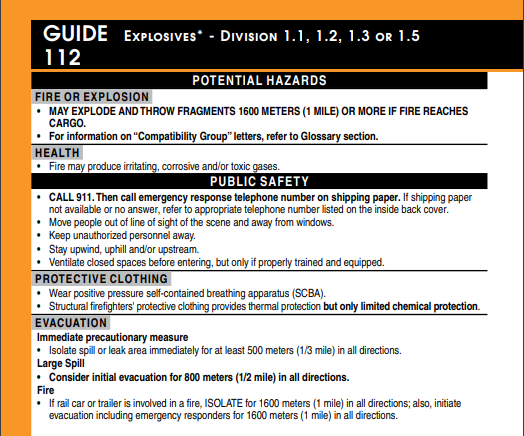 GUIDE EXPLOSIVES* - DIVISION 1.1, 1.2, 1.3 OR 1.5
112
POTENTIAL HAZARDS
FIRE OR EXPLOSION
• MAY EXPLODE AND THROW FRAGMENTS 1600 METERS (1 MILE) OR MORE IF FIRE REACHES
CARGO.
• For information on “Compatibility Group” letters, refer to Glossary section.
HEALTH
• Fire may produce irritating, corrosive and/or toxic gases.
PUBLIC SAFETY
• CALL 911. Then call emergency response telephone number on shipping paper. If shipping paper
not available or no answer, refer to appropriate telephone number listed on the inside back cover.
• Move people out of line of sight of the scene and away from windows.
• Keep unauthorized personnel away.
• Stay upwind, uphill and/or upstream.
• Ventilate closed spaces before entering, but only if properly trained and equipped.
PROTECTIVE CLOTHING
• Wear positive pressure self-contained breathing apparatus (SCBA).
• Structural firefighters' protective clothing provides thermal protection but only limited chemical protection.
EVACUATION
Immediate precautionary measure
• Isolate spill or leak area immediately for at least 500 meters (1/3 mile) in all directions.
Large Spill
• Consider initial evacuation for 800 meters (1/2 mile) in all directions.
Fire
• If rail car or trailer is involved in a fire, ISOLATE for 1600 meters (1 mile) in all directions; also, initiate
evacuation including emergency responders for 1600 meters (1 mile) in all directions.